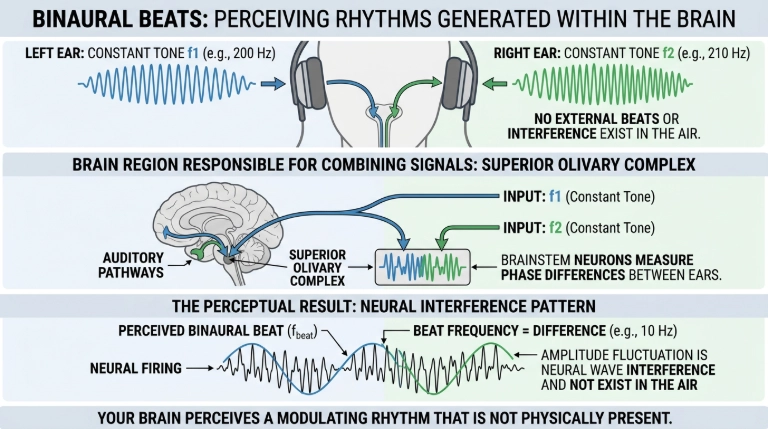 BINAURAL BEATS: PERCEIVING RHYTHMS GENERATED WITHIN THE BRAIN
LEFT EAR: CONSTANT TONE f1 (e.g., 200 Hz)
RIGHT EAR: CONSTANT TONE f2 (e.g., 210 Hz)
NO EXTERNAL BEATS OR
INTERFERENCE EXIST IN THE AIR.
BRAIN REGION RESPONSIBLE FOR COMBINING SIGNALS: SUPERIOR OLIVARY COMPLEX
INPUT: f1 (Constant Tone)
INPUT: f2 (Constant Tone)
AUDITORY
PATHWAYS
SUPERIOR
OLIVARY
COMPLEX
BRAINSTEM NEURONS MEASURE
PHASE DIFFERENCES BETWEEN EARS.
THE PERCEPTUAL RESULT: NEURAL INTERFERENCE PATTERN
PERCEIVED BINAURAL BEAT (fbeat)
BEAT FREQUENCY = DIFFERENCE (e.g., 10 Hz)
NEURAL FIRING
AMPLITUDE FLUCTUATION IS
NEURAL WAVE INTERFERENCE
AND NOT EXIST IN THE AIR
YOUR BRAIN PERCEIVES A MODULATING RHYTHM THAT IS NOT PHYSICALLY PRESENT.